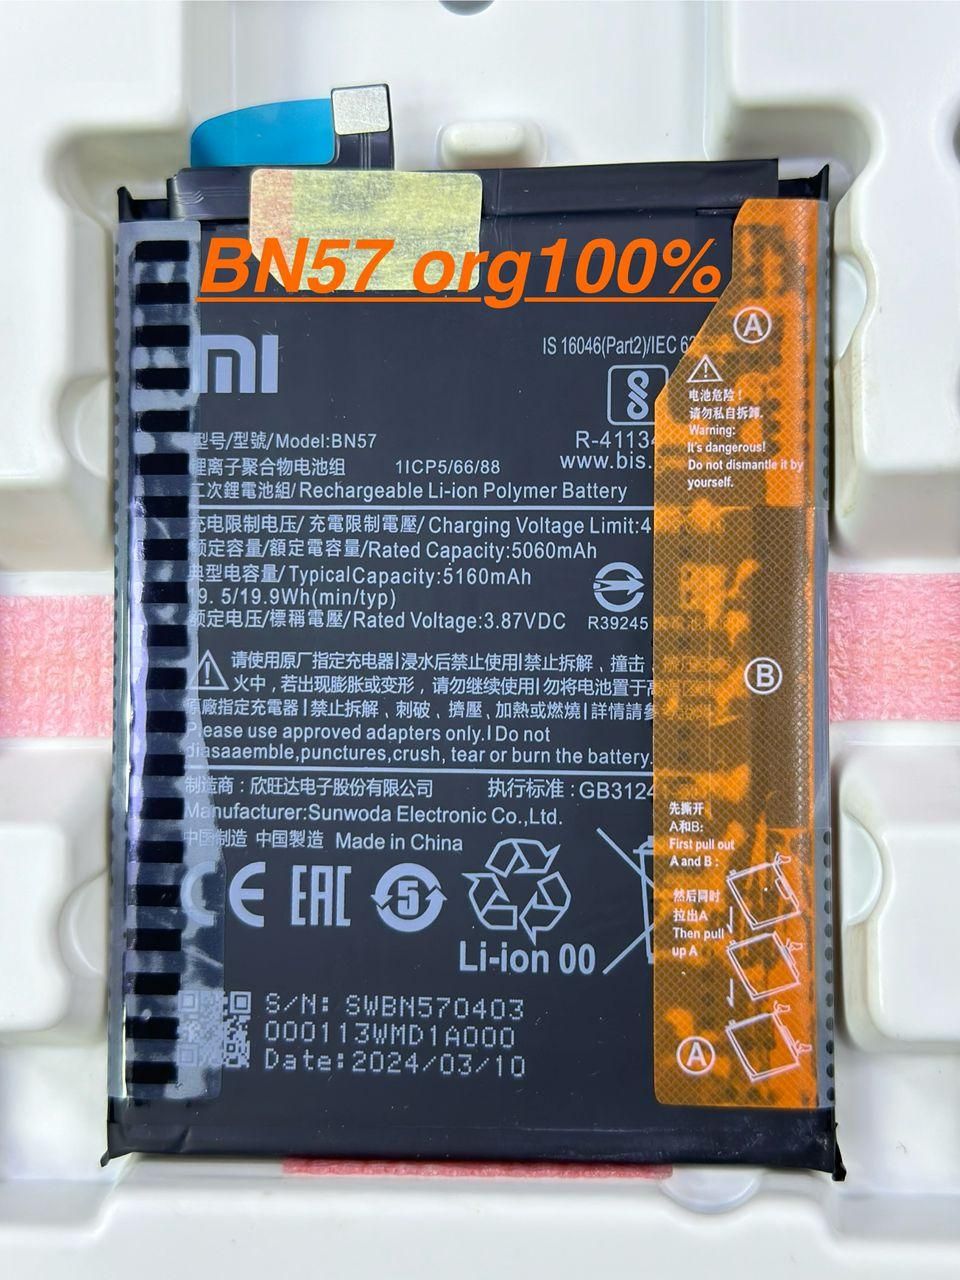 BN57 org100%
mi
IS 16046(Part2)/IEC 62
型号/型號/Model:BN57
R-41134
锂离子聚合物电池组 1ICP5/66/88
www.bis.
二次鋰電池組/Rechargeable Li-ion Polymer Battery
充电限制电压/充電限制電壓/Charging Voltage Limit:4
额定容量/額定電容量/Rated Capacity:5060mAh
典型电容量/TypicalCapacity:5160mAh
9.5/19.9Wh(min/typ)
额定电压/標稱電壓/Rated Voltage:3.87VDC
R39245
请使用原厂指定充电器|浸水后禁止使用|禁止拆解、撞击、
火中,若出现膨胀或变形,请勿继续使用|勿将电池置于高
原廠指定充電器|禁止拆解、刺破、擠壓、加熱或燃燒|詳情請參
Please use approved adapters only.|Do not
diasaaemble,punctures,crush, tear or burn the battery.
制造商:欣旺达电子股份有限公司 执行标准:GB3124
Manufacturer:Sunwoda Electronic Co.,Ltd.
中国制造 中國製造 Made in China
CE EAC 5
Li-ion 00
S/N: SWBN570403
000113WMD1A000
Date:2024/03/10
A
电池危险!
请勿私自拆卸.
Warning:
It's dangerous!
Do not dismantle it by
yourself.
B
先撕开
A和B:
First pull out
A and B :
然后同时
拉出A
Then pull
up A
A